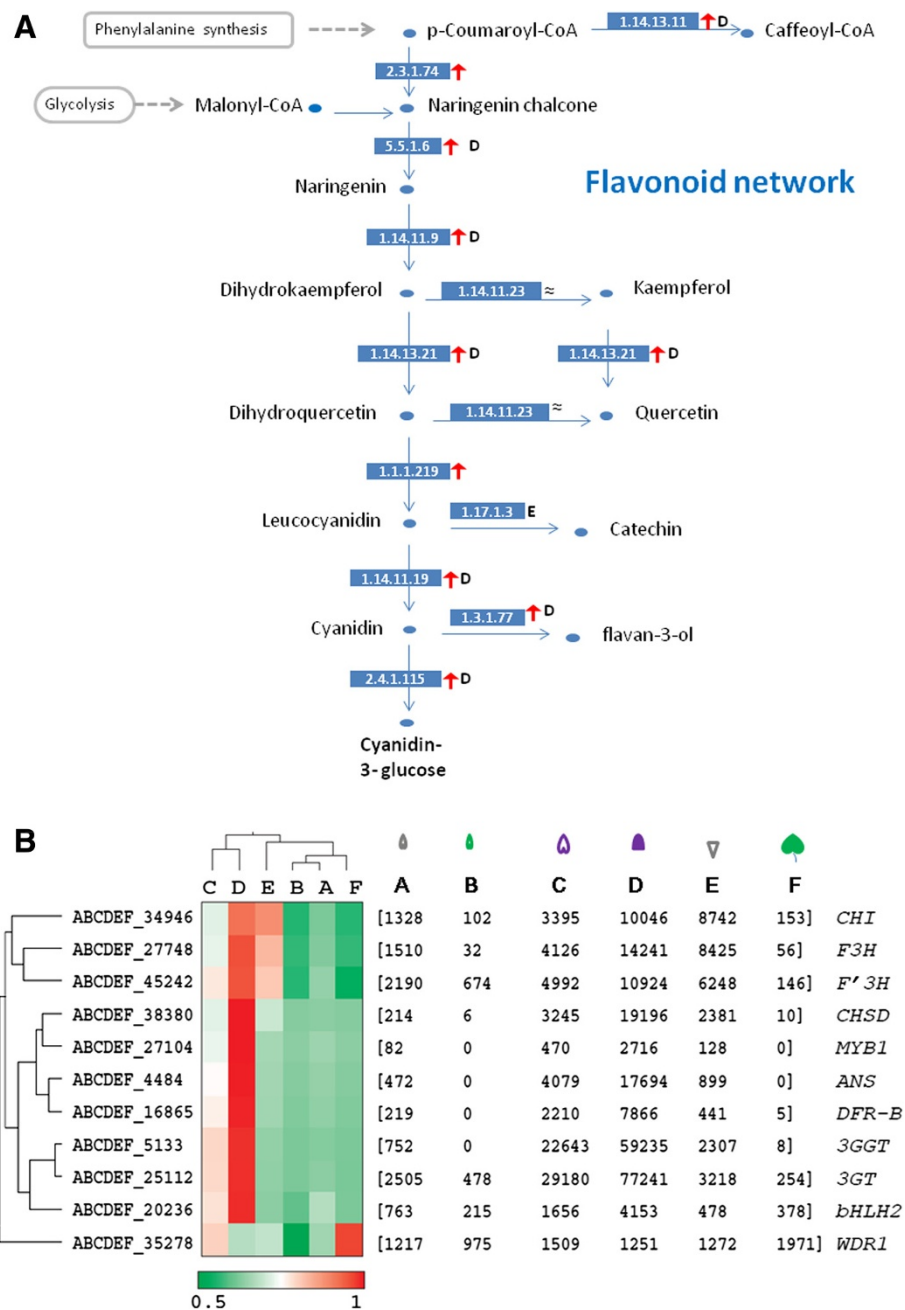 A
Phenylalanine synthesis
p-Coumaroyl-CoA
1.14.13.11 D
Caffeoyl-CoA
2.3.1.74
Glycolysis
Malonyl-CoA
Naringenin chalcone
5.5.1.6 D
Naringenin
Flavonoid network
1.14.11.9 D
Dihydrokaempferol
1.14.11.23 ≈
Kaempferol
1.14.13.21 D
1.14.13.21 D
Dihydroquercetin
1.14.11.23 ≈
Quercetin
1.1.1.219
Leucocyanidin
1.17.1.3 E
Catechin
1.14.11.19 D
Cyanidin
1.3.1.77 D
flavan-3-ol
2.4.1.115 D
Cyanidin-
3-glucose
B
C D E B A F
A B C D E F
ABCDEF_34946 [1328 102 3395 10046 8742 153] CHI
ABCDEF_27748 [1510 32 4126 14241 8425 56] F3H
ABCDEF_45242 [2190 674 4992 10924 6248 146] F'3H
ABCDEF_38380 [214 6 3245 19196 2381 10] CHSD
ABCDEF_27104 [82 0 470 2716 128 0] MYB1
ABCDEF_4484 [472 0 4079 17694 899 0] ANS
ABCDEF_16865 [219 0 2210 7866 441 5] DFR-B
ABCDEF_5133 [752 0 22643 59235 2307 8] 3GGT
ABCDEF_25112 [2505 478 29180 77241 3218 254] 3GT
ABCDEF_20236 [763 215 1656 4153 478 378] bHLH2
ABCDEF_35278 [1217 975 1509 1251 1272 1971] WDR1
0.5 1